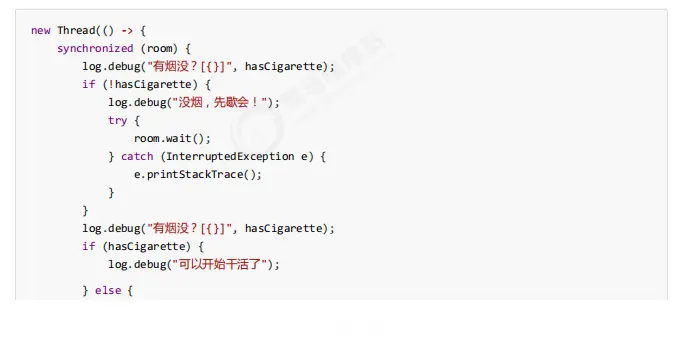 new Thread(() -> {
synchronized (room) {
log.debug("有烟没？[{}]", hasCigarette);
if (!hasCigarette) {
log.debug("没烟，先歇会！");
try {
room.wait();
} catch (InterruptedException e) {
e.printStackTrace();
}
}
log.debug("有烟没？[{}]", hasCigarette);
if (hasCigarette) {
log.debug("可以开始干活了");
} else {